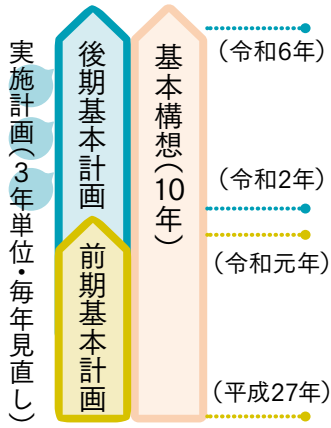 実施計画(3年単位・毎年見直し)
後期基本計画
前期基本計画
基本構想(10年)
(令和6年)
(令和2年)
(令和元年)
(平成27年)